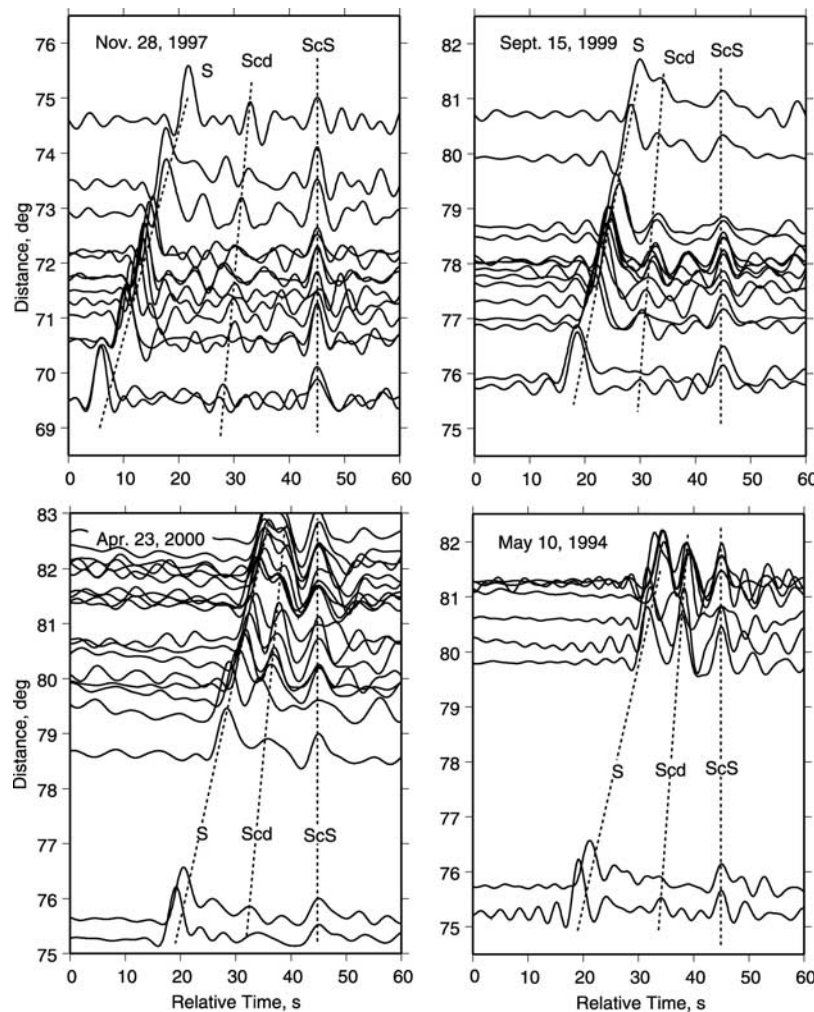 Nov. 28, 1997
S
Scd
ScS
76
75
74
73
72
71
70
69
Distance, deg
0 10 20 30 40 50 60
Sept. 15, 1999
S
Scd
ScS
82
81
80
79
78
77
76
75
0 10 20 30 40 50 60
Apr. 23, 2000
83
82
81
80
79
78
77
76
75
Distance, deg
S
Scd
ScS
0 10 20 30 40 50 60
Relative Time, s
May 10, 1994
82
81
80
79
78
77
76
75
S
Scd
ScS
0 10 20 30 40 50 60
Relative Time, s